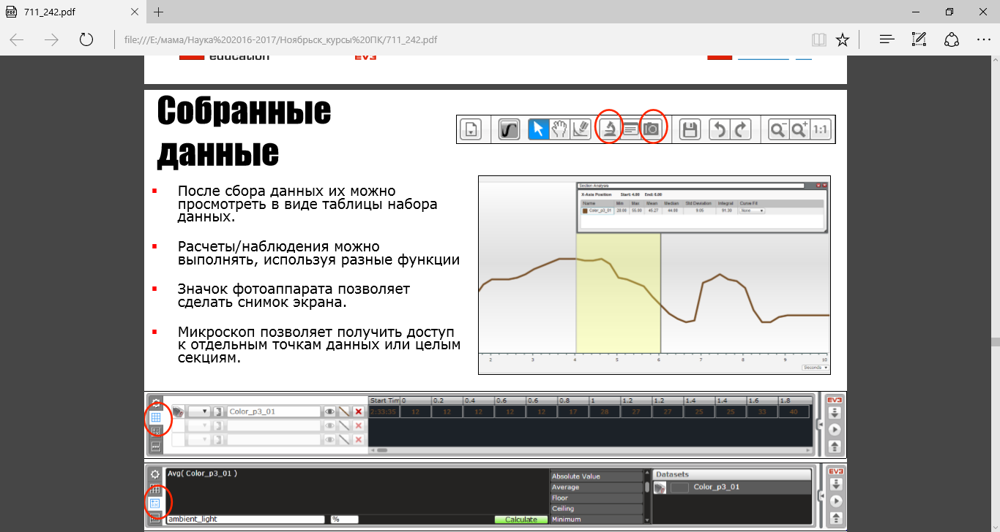 711_242.pdf
file:///E:/мама/Наука%202016-2017/Ноябрьск_курсы%20ПК/711_242.pdf
education
EV3
Собранные
данные
1:1
После сбора данных их можно
просмотреть в виде таблицы набора
данных.
Расчеты/наблюдения можно
выполнять, используя разные функции
Значок фотоаппарата позволяет
сделать снимок экрана.
Микроскоп позволяет получить доступ
к отдельным точкам данных или целым
секциям.
Section Analysis
X-Axis Position Start: 4.00 End: 6.00
Name Min Max Mean Median Std Deviation Integral Curve Fit
Color_p3_01 28.00 55.00 45.27 44.00 9.05 91.30 None
2 3 4 5 6 7 8 9 10
Seconds
Start Tim 0 0.2 0.4 0.6 0.6 0.8 1 1.2 1.2 1.4 1.4 1.6 1.8
Color_p3_01 2:33:35 12 12 12 12 12 17 26 27 27 25 25 33 40
EV3
Avg( Color_p3_01 )
Absolute Value
Average
Floor
Ceiling
Minimum
Datasets
Color_p3_01
EV3
ambient_light % Calculate